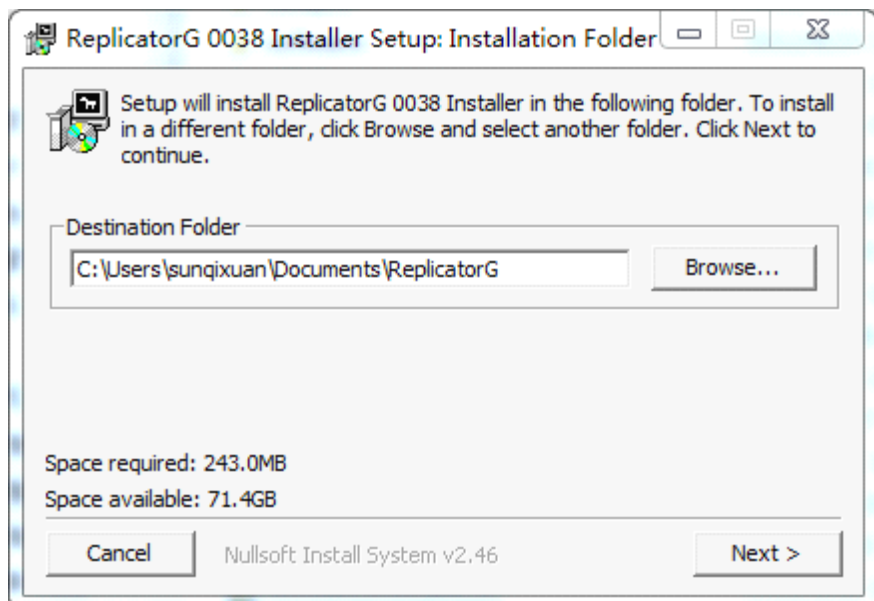 ReplicatorG 0038 Installer Setup: Installation Folder
Setup will install ReplicatorG 0038 Installer in the following folder. To install
in a different folder, click Browse and select another folder. Click Next to
continue.
Destination Folder
C:\Users\sunqixuan\Documents\ReplicatorG
Browse...
Space required: 243.0MB
Space available: 71.4GB
Cancel
Nullsoft Install System v2.46
Next >